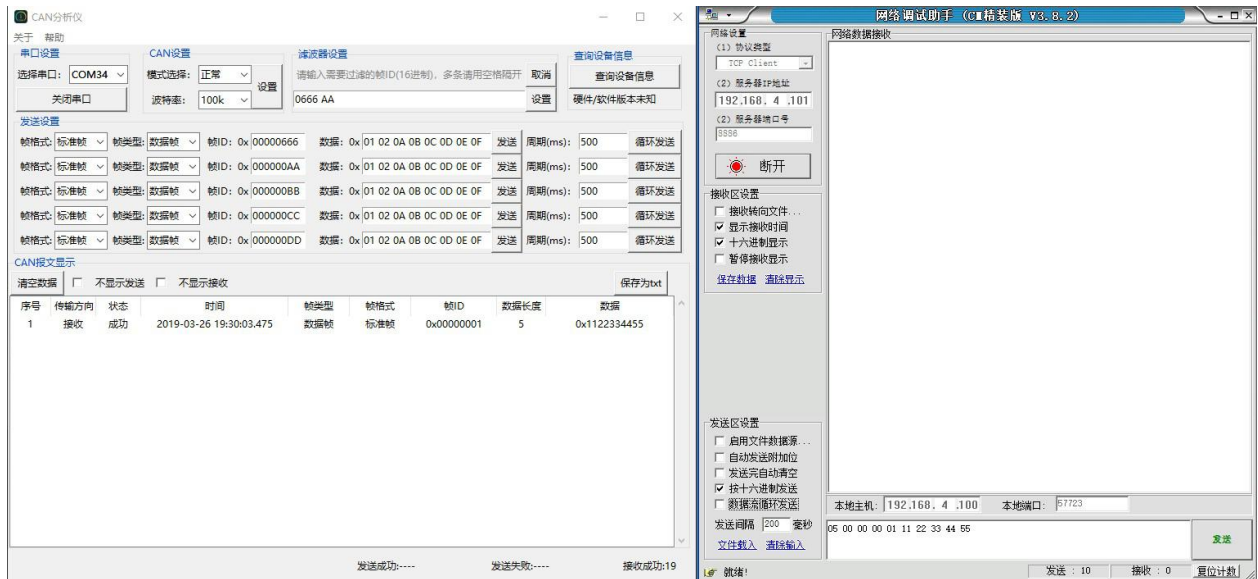 CAN分析仪
关于 帮助
串口设置
选择串口: COM34
关闭串口
CAN设置
模式选择: 正常
波特率: 100k
设置
滤波器设置
请输入需要过滤的帧ID(16进制), 多条请用空格隔开 取消
0666 AA 设置
查询设备信息
查询设备信息
硬件/软件版本未知
发送设置
帧格式: 标准帧 帧类型: 数据帧 帧ID: 0x 00000666 数据: 0x 01 02 0A 0B 0C 0D 0E 0F 发送 周期(ms): 500 循环发送
帧格式: 标准帧 帧类型: 数据帧 帧ID: 0x 000000AA 数据: 0x 01 02 0A 0B 0C 0D 0E 0F 发送 周期(ms): 500 循环发送
帧格式: 标准帧 帧类型: 数据帧 帧ID: 0x 000000BB 数据: 0x 01 02 0A 0B 0C 0D 0E 0F 发送 周期(ms): 500 循环发送
帧格式: 标准帧 帧类型: 数据帧 帧ID: 0x 000000CC 数据: 0x 01 02 0A 0B 0C 0D 0E 0F 发送 周期(ms): 500 循环发送
帧格式: 标准帧 帧类型: 数据帧 帧ID: 0x 000000DD 数据: 0x 01 02 0A 0B 0C 0D 0E 0F 发送 周期(ms): 500 循环发送
CAN报文显示
清空数据 不显示发送 不显示接收 保存为txt
序号 传输方向 状态 时间 帧类型 帧格式 帧ID 数据长度 数据
1 接收 成功 2019-03-26 19:30:03.475 数据帧 标准帧 0x00000001 5 0x1122334455
发送成功:---- 发送失败:---- 接收成功:19
网络调试助手 (C■精装版 V3.8.2)
网络设置
(1) 协议类型
TCP Client
(2) 服务器IP地址
192.168. 4 .101
(2) 服务器端口号
断开
接收区设置
接收转向文件...
显示接收时间
十六进制显示
暂停接收显示
保存数据 清除显示
发送区设置
启用文件数据源...
自动发送附加位
发送完自动清空
按十六进制发送
数据流循环发送
发送间隔 200 毫秒
文件载入 清除输入
网络数据接收
本地主机: 192.168. 4 .100 本地端口: 57723
05 00 00 00 01 11 22 33 44 55
发送
就绪! 发送 : 10 接收 : 0 复位计数